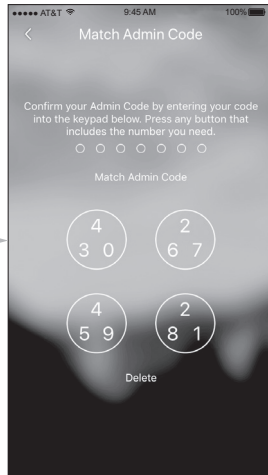 AT&T 9:45 AM 100%
Match Admin Code
Confirm your Admin Code by entering your code
into the keypad below. Press any button that
includes the number you need.
Match Admin Code
4 2
3 0 6 7
4 2
5 9 8 1
Delete